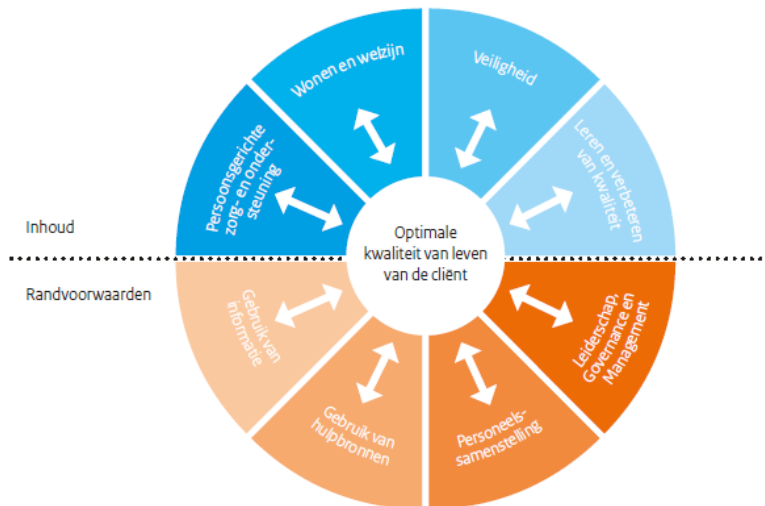 Wonen en welzijn
Veiligheid
Persoonsgerichte
zorg- en onder-
steuning
Leren en verbeteren
van kwaliteit
Optimale
kwaliteit van leven
van de cliënt
Inhoud
Randvoorwaarden
Gebruik van
informatie
Leiderschap,
Governance en
Management
Gebruik van
hulpbronnen
Personeels-
samenstelling